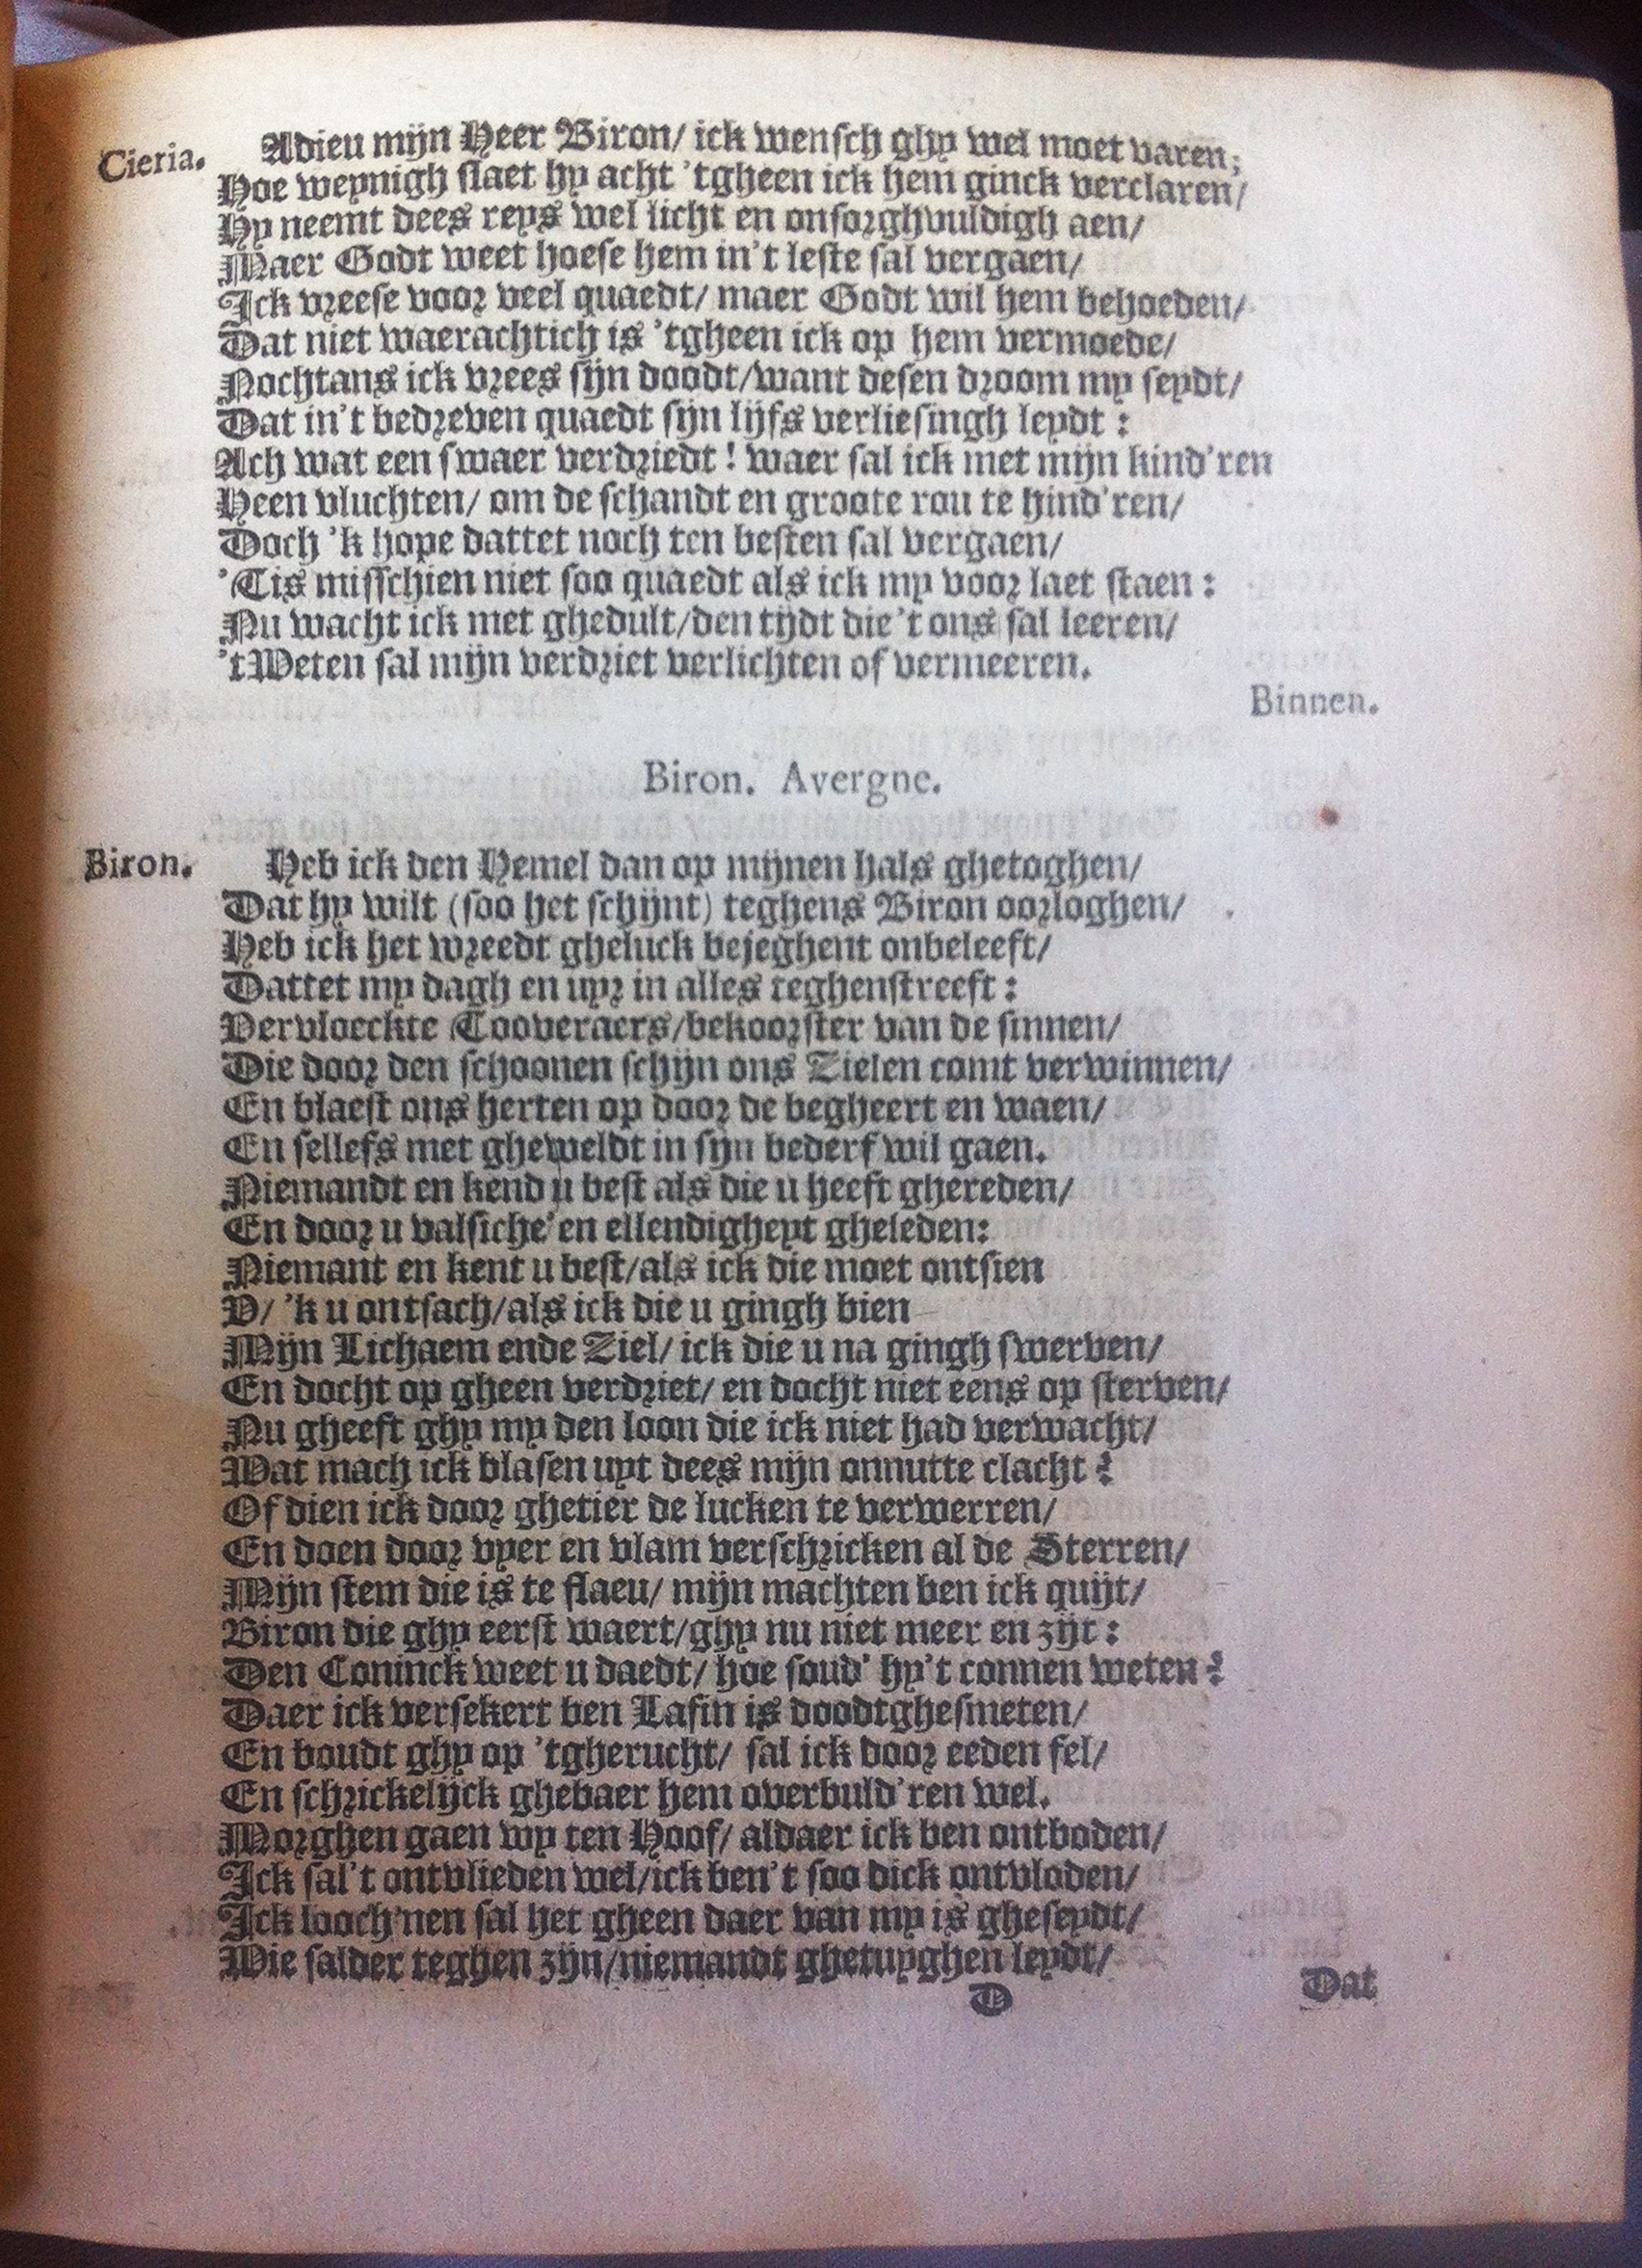 Cieria. Adieu mijn Heer Biron/ ick wensch ghy wel moet varen;
Hoe weynigh slaet hy acht 'tgheen ick hem ginck verclaren/
Hy neemt dees reys wel licht en onsorghvuldigh aen/
Maer Godt weet hoese hem in't leste sal vergaen/
Ick vreese voor veel quaedt/ maer Godt wil hem behoeden/
Dat niet waerachtich is 'tgheen ick op hem vermoede/
Nochtans ick vrees sijn doodt/want desen droom my seydt/
Dat in't bedreven quaedt sijn lijfs verliesingh leydt:
Ach wat een swaer verdriedt! waer sal ick met mijn kind'ren
Heen vluchten/ om de schandt en groote rou te hind'ren/
Doch 'k hope dattet noch ten besten sal vergaen/
'Tis misschien niet soo quaedt als ick my voor laet staen:
Nu wacht ick met ghedult/den tijdt die't ons sal leeren/
't Weten sal mijn verdriet verlichten of vermeeren.
Binnen.
Biron. Avergne.
Biron. Heb ick den Hemel dan op mijnen hals ghetoghen/
Dat hy wilt (soo het schijnt) teghens Biron oorloghen/
Heb ick het wreedt gheluck bejeghent onbeleeft/
Dattet my dagh en uyr in alles teghenstreeft:
Vervloeckte Tooveraers/bekoorster van de sinnen/
Die door den schoonen schijn ons Zielen comt verwinnen/
En blaest ons herten op door de begheert en waen/
En sellefs met gheweldt in sijn bederf wil gaen.
Niemandt en kend u best als die u heeft ghereden/
En door u valsiche'en ellendigheyt gheleden:
Niemant en kent u best/als ick die moet ontsien
D/ 'k u ontsach/als ick die u gingh bien
Mijn Lichaem ende Ziel/ ick die u na gingh swerven/
En docht op gheen verdriet/ en docht niet eens op sterven/
Nu gheeft ghy my den loon die ick niet had verwacht/
Wat mach ick blasen uyt dees mijn onnutte clacht?
Of dien ick door ghetier de lucken te verwerren/
En doen door vyer en vlam verschricken al de Sterren/
Mijn stem die is te flaeu/ mijn machten ben ick quijt/
Biron die ghy eerst waert/ghy nu niet meer en zijt:
Den Coninck weet u daedt/ hoe soud' hy't connen weten?
Daer ick versekert ben Lafin is doodtghesmeten/
En boudt ghy op 'tgherucht/ sal ick door eeden fel/
En schrickelijck ghebaer hem overbuld'ren wel.
Morghen gaen wy ten Hoof/ aldaer ick ben ontboden/
Ick sal't ontvlieden wel/ick ben't soo dick ontvloden/
Ick looch'nen sal het gheen daer van my is gheseydt/
Wie salder teghen zijn/niemandt ghetuyghen leydt/
D Dat